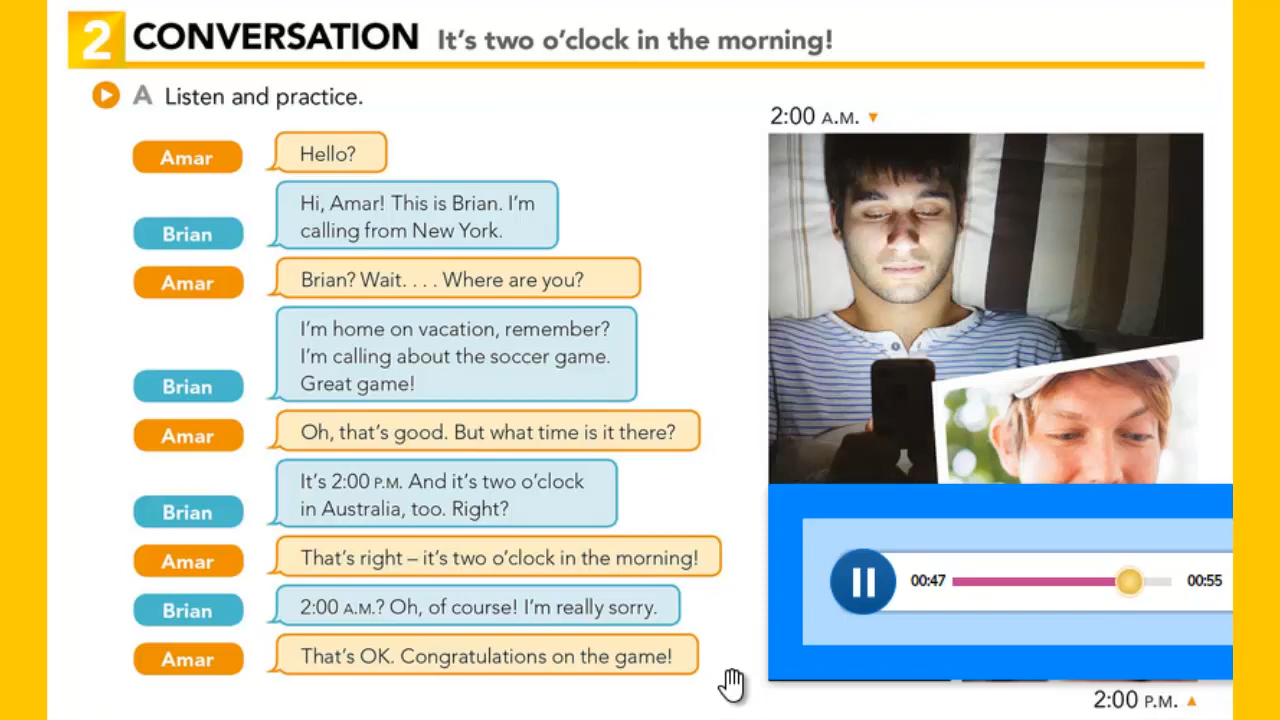 2 CONVERSATION It's two o'clock in the morning!
A Listen and practice.
2:00 A.M.
Amar Hello?
Hi, Amar! This is Brian. I'm
Brian calling from New York.
Amar Brian? Wait. . . . Where are you?
I'm home on vacation, remember?
I'm calling about the soccer game.
Brian Great game!
Amar Oh, that's good. But what time is it there?
It's 2:00 P.M. And it's two o'clock
Brian in Australia, too. Right?
Amar That's right – it's two o'clock in the morning!
Brian 2:00 A.M.? Oh, of course! I'm really sorry.
Amar That's OK. Congratulations on the game!
00:47 00:55
2:00 P.M.